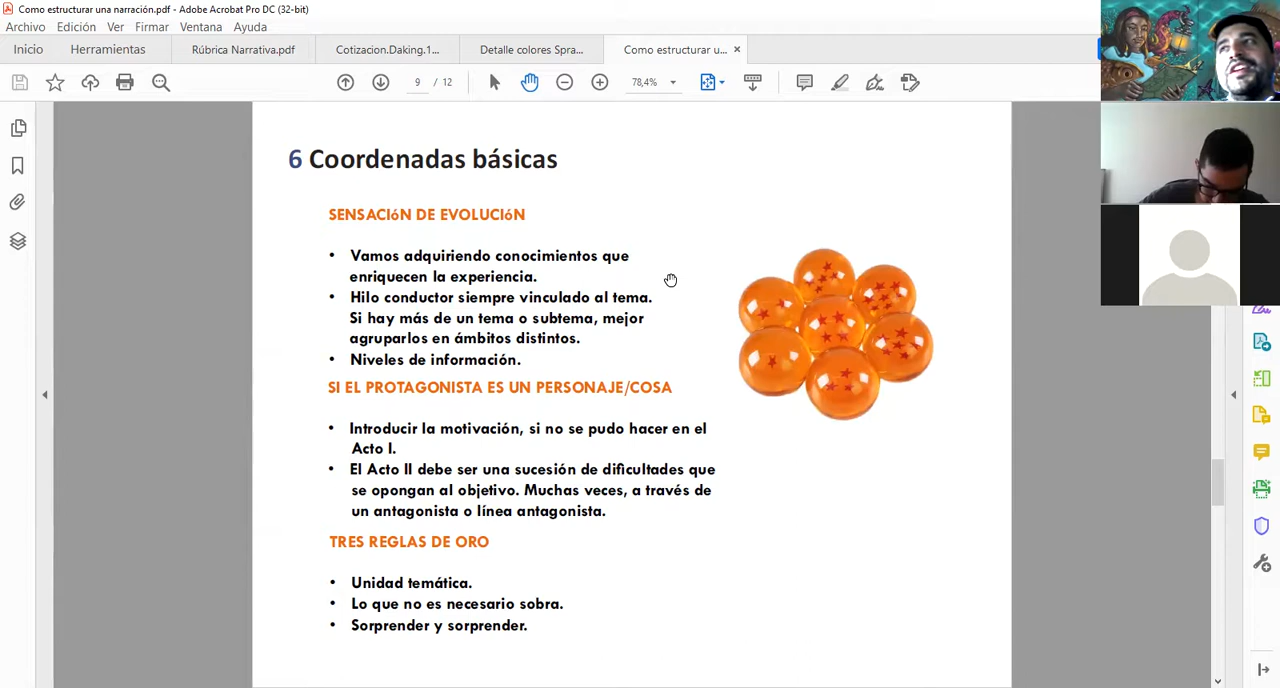 Como estructurar una narración.pdf - Adobe Acrobat Pro DC (32-bit)
Archivo Edición Ver Firmar Ventana Ayuda
Inicio Herramientas Rúbrica Narrativa.pdf Cotizacion.Daking.1... Detalle colores Spra... Como estructurar u... ×
9 / 12 78,4%
6 Coordenadas básicas
SENSACIóN DE EVOLUCIóN
• Vamos adquiriendo conocimientos que
enriquecen la experiencia.
• Hilo conductor siempre vinculado al tema.
Si hay más de un tema o subtema, mejor
agruparlos en ámbitos distintos.
• Niveles de información.
SI EL PROTAGONISTA ES UN PERSONAJE/COSA
• Introducir la motivación, si no se pudo hacer en el
Acto I.
• El Acto II debe ser una sucesión de dificultades que
se opongan al objetivo. Muchas veces, a través de
un antagonista o línea antagonista.
TRES REGLAS DE ORO
• Unidad temática.
• Lo que no es necesario sobra.
• Sorprender y sorprender.